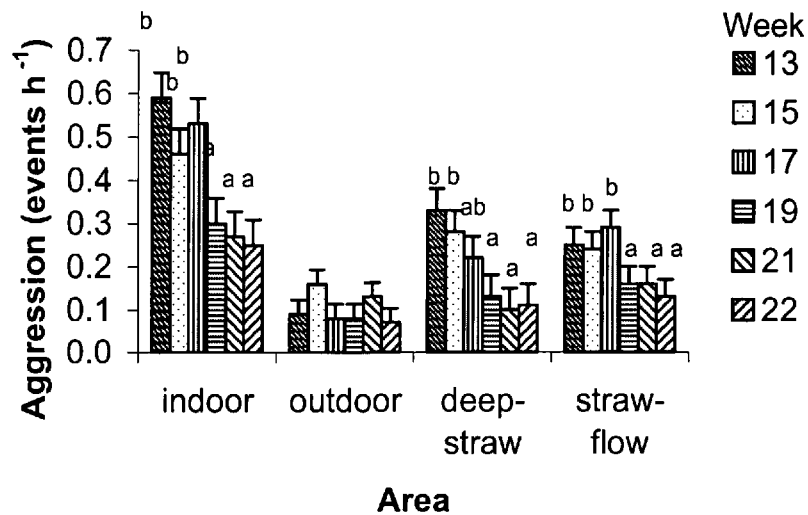 Aggression (events h⁻¹)
0.7
0.6
0.5
0.4
0.3
0.2
0.1
0.0
b
b
b
a
a a
b b
ab
a
a
a
b b
b
a
a a
indoor
outdoor
deep-
straw
straw-
flow
Area
Week
13
15
17
19
21
22